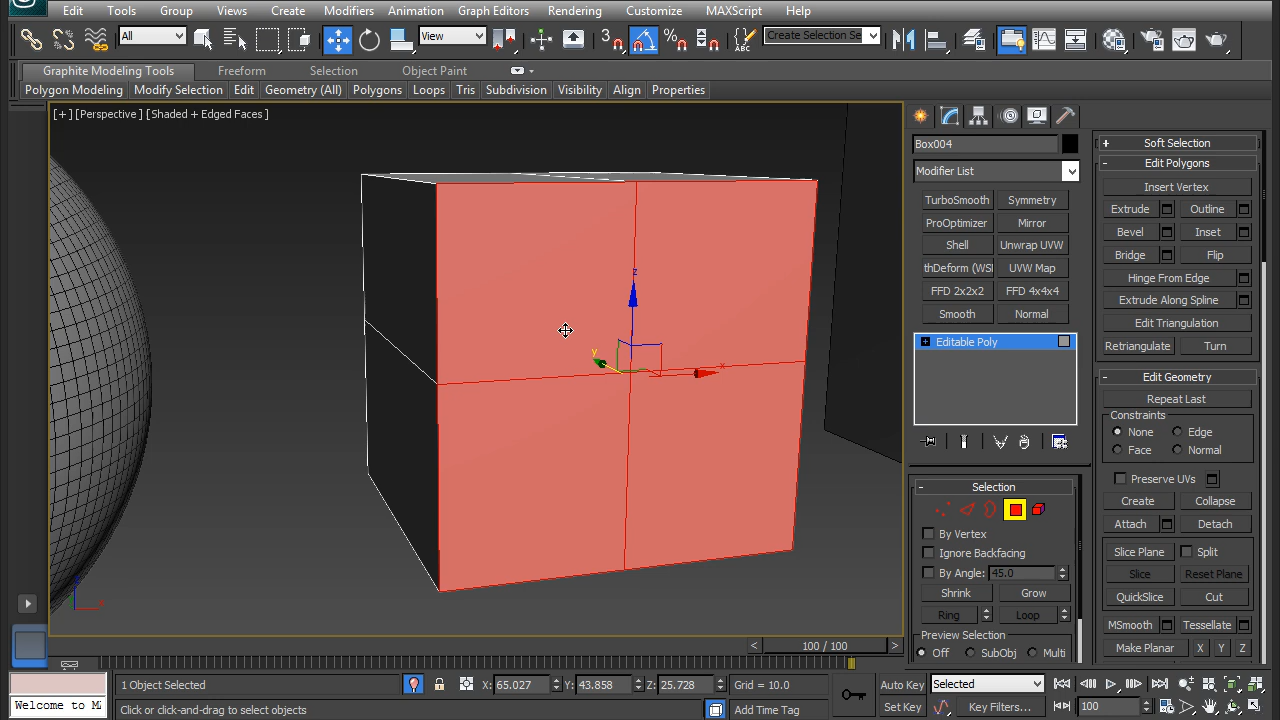 Edit Tools Group Views Create Modifiers Animation Graph Editors Rendering Customize MAXScript Help
All View 3 % ABC Create Selection Se
Graphite Modeling Tools Freeform Selection Object Paint
Polygon Modeling Modify Selection Edit Geometry (All) Polygons Loops Tris Subdivision Visibility Align Properties
[+][Perspective][Shaded + Edged Faces]
z
y
x
Box004
Modifier List
TurboSmooth Symmetry
ProOptimizer Mirror
Shell Unwrap UVW
thDeform (WSI UVW Map
FFD 2x2x2 FFD 4x4x4
Smooth Normal
+ Editable Poly
- Selection
By Vertex
Ignore Backfacing
By Angle: 45.0
Shrink Grow
Ring Loop
Preview Selection
Off SubObj Multi
+ Soft Selection
- Edit Polygons
Insert Vertex
Extrude Outline
Bevel Inset
Bridge Flip
Hinge From Edge
Extrude Along Spline
Edit Triangulation
Retriangulate Turn
- Edit Geometry
Repeat Last
Constraints
None Edge
Face Normal
Preserve UVs
Create Collapse
Attach Detach
Slice Plane Split
Slice Reset Plane
QuickSlice Cut
MSmooth Tessellate
Make Planar X Y Z
< 100 / 100 >
1 Object Selected X: 65.027 Y: 43.858 Z: 25.728 Grid = 10.0 Auto Key Selected
Welcome to M Click or click-and-drag to select objects Add Time Tag Set Key Key Filters... 100